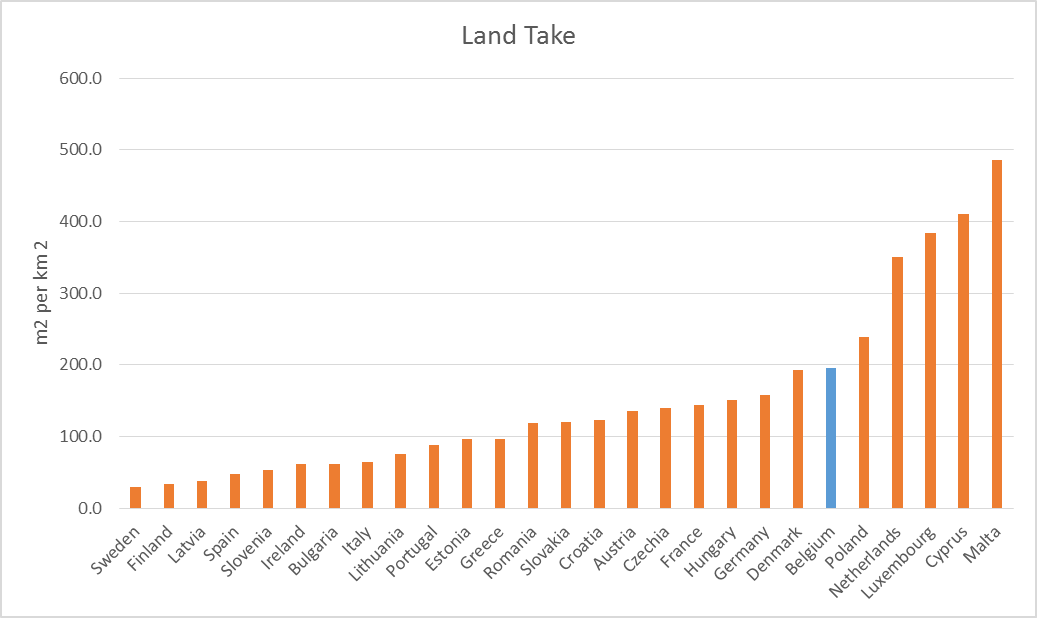 Land Take
m2 per km 2
600.0
500.0
400.0
300.0
200.0
100.0
0.0
Sweden
Finland
Latvia
Spain
Slovenia
Ireland
Bulgaria
Italy
Lithuania
Portugal
Estonia
Greece
Romania
Slovakia
Croatia
Austria
Czechia
France
Hungary
Germany
Denmark
Belgium
Poland
Netherlands
Luxembourg
Cyprus
Malta